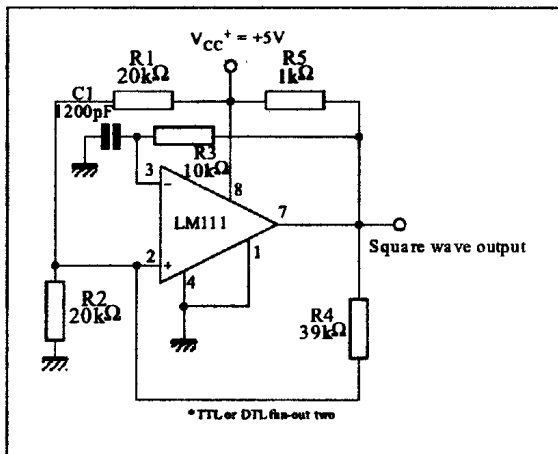 V_CC⁺ = +5V
R1
20kΩ
R5
1kΩ
C1
1200pF
R3
10kΩ
3
−
8
LM111
7
2
+
1
4
Square wave output
R2
20kΩ
R4
39kΩ
*TTL or DTL fan-out two